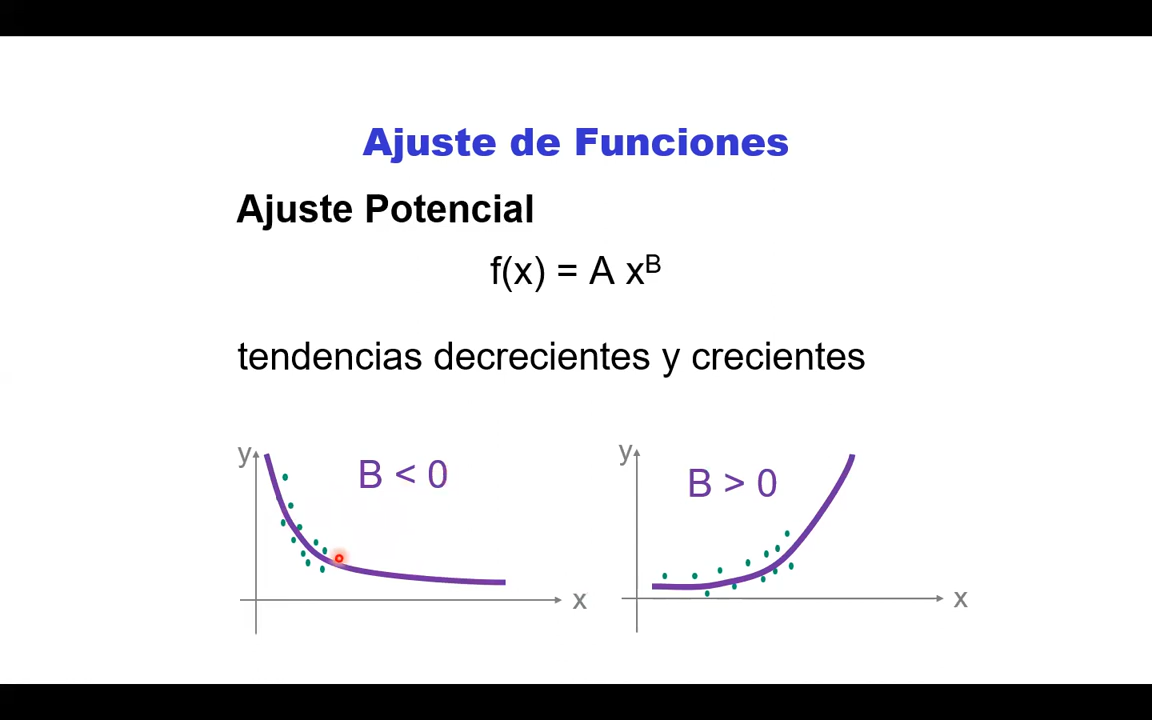 Ajuste de Funciones
Ajuste Potencial
f(x) = A x^B
tendencias decrecientes y crecientes
y
B < 0
x
y
B > 0
x